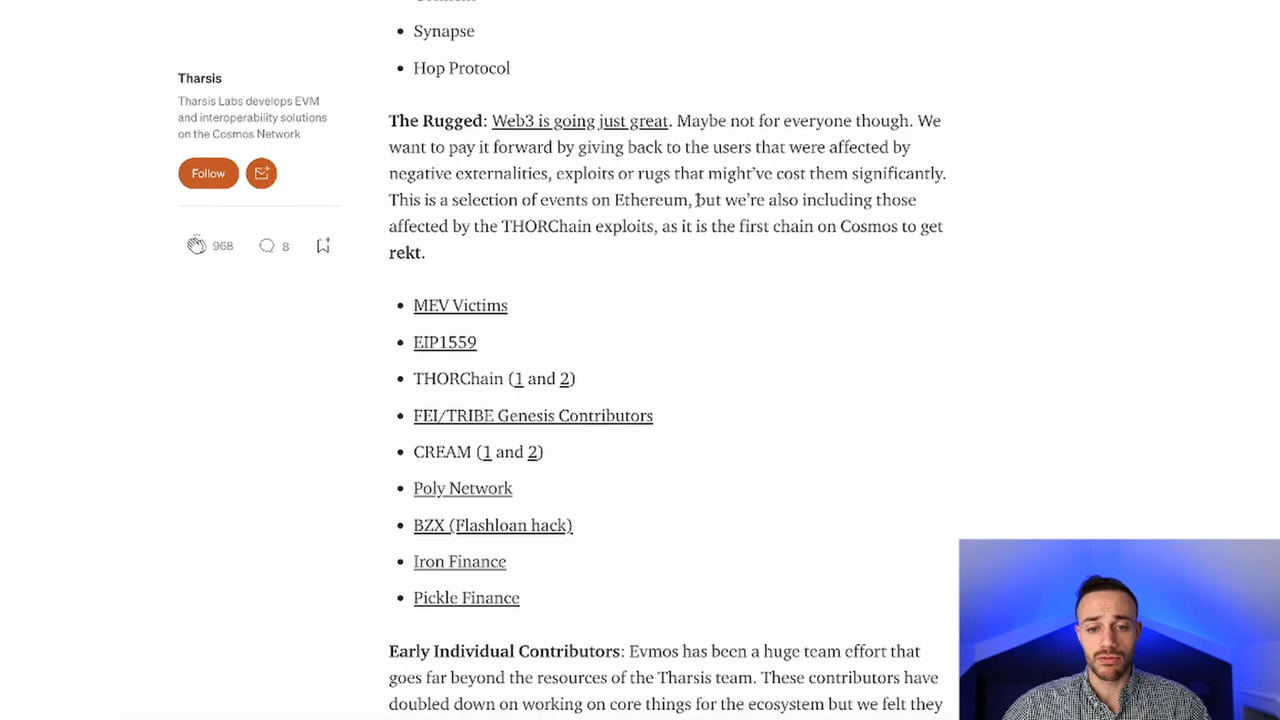 Synapse
Hop Protocol
Tharsis
Tharsis Labs develops EVM
and interoperability solutions
on the Cosmos Network
Follow
968
8
The Rugged: Web3 is going just great. Maybe not for everyone though. We
want to pay it forward by giving back to the users that were affected by
negative externalities, exploits or rugs that might’ve cost them significantly.
This is a selection of events on Ethereum, but we’re also including those
affected by the THORChain exploits, as it is the first chain on Cosmos to get
rekt.
MEV Victims
EIP1559
THORChain (1 and 2)
FEI/TRIBE Genesis Contributors
CREAM (1 and 2)
Poly Network
BZX (Flashloan hack)
Iron Finance
Pickle Finance
Early Individual Contributors: Evmos has been a huge team effort that
goes far beyond the resources of the Tharsis team. These contributors have
doubled down on working on core things for the ecosystem but we felt they